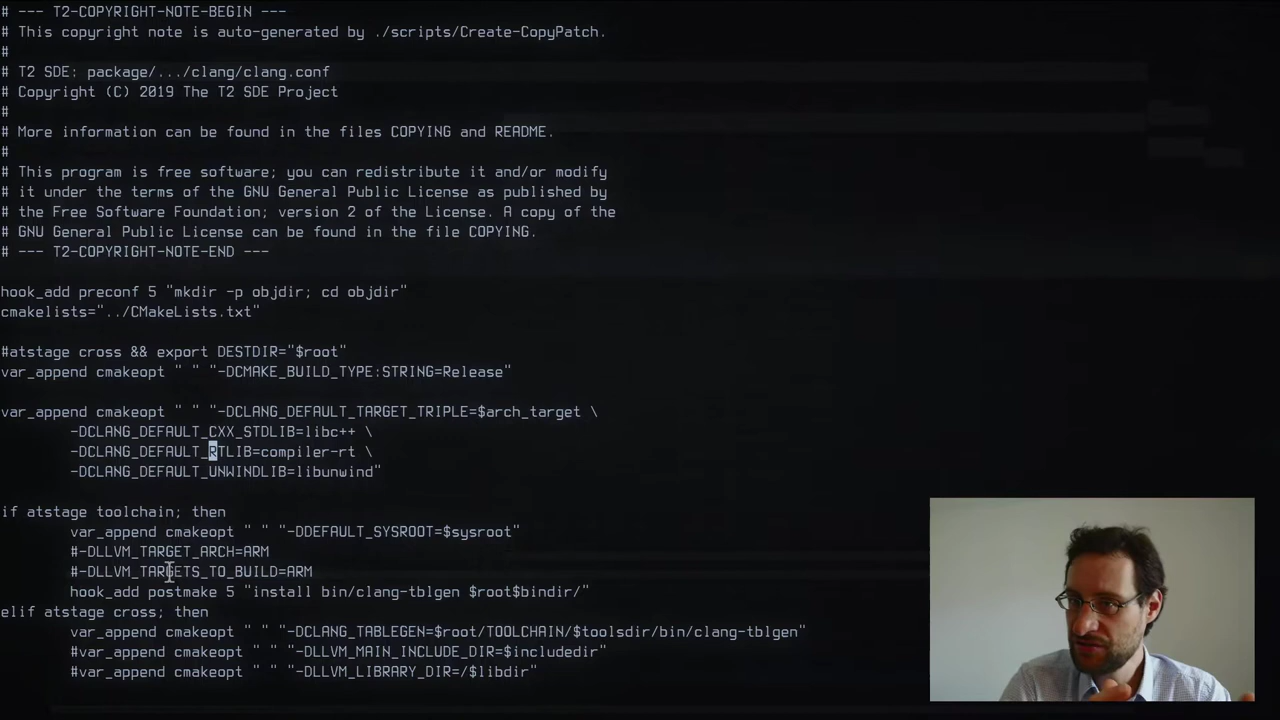 # --- T2-COPYRIGHT-NOTE-BEGIN ---
# This copyright note is auto-generated by ./scripts/Create-CopyPatch.
#
# T2 SDE: package/.../clang/clang.conf
# Copyright (C) 2019 The T2 SDE Project
#
# More information can be found in the files COPYING and README.
#
# This program is free software; you can redistribute it and/or modify
# it under the terms of the GNU General Public License as published by
# the Free Software Foundation; version 2 of the License. A copy of the
# GNU General Public License can be found in the file COPYING.
# --- T2-COPYRIGHT-NOTE-END ---
hook_add preconf 5 "mkdir -p objdir; cd objdir"
cmakelists="../CMakeLists.txt"
#atstage cross && export DESTDIR="$root"
var_append cmakeopt " " "-DCMAKE_BUILD_TYPE:STRING=Release"
var_append cmakeopt " " "-DCLANG_DEFAULT_TARGET_TRIPLE=$arch_target \
-DCLANG_DEFAULT_CXX_STDLIB=libc++ \
-DCLANG_DEFAULT_RTLIB=compiler-rt \
-DCLANG_DEFAULT_UNWINDLIB=libunwind"
if atstage toolchain; then
var_append cmakeopt " " "-DDEFAULT_SYSROOT=$sysroot"
#-DLLVM_TARGET_ARCH=ARM
#-DLLVM_TARGETS_TO_BUILD=ARM
hook_add postmake 5 "install bin/clang-tblgen $root$bindir/"
elif atstage cross; then
var_append cmakeopt " " "-DCLANG_TABLEGEN=$root/TOOLCHAIN/$toolsdir/bin/clang-tblgen"
#var_append cmakeopt " " "-DLLVM_MAIN_INCLUDE_DIR=$includedir"
#var_append cmakeopt " " "-DLLVM_LIBRARY_DIR=/$libdir"